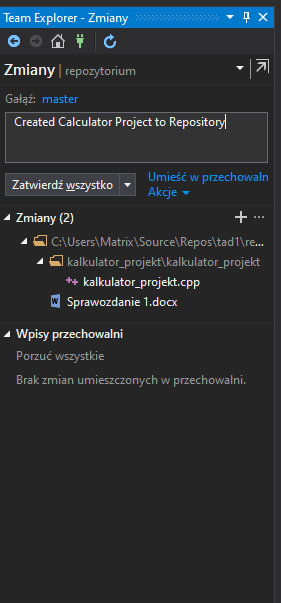 Team Explorer - Zmiany
Zmiany | repozytorium
Gałąź: master
Created Calculator Project to Repository
Zatwierdź wszystko
Umieść w przechowaln
Akcje
Zmiany (2)
C:\Users\Matrix\Source\Repos\tad1\re...
kalkulator_projekt\kalkulator_projekt
kalkulator_projekt.cpp
Sprawozdanie 1.docx
Wpisy przechowalni
Porzuć wszystkie
Brak zmian umieszczonych w przechowalni.